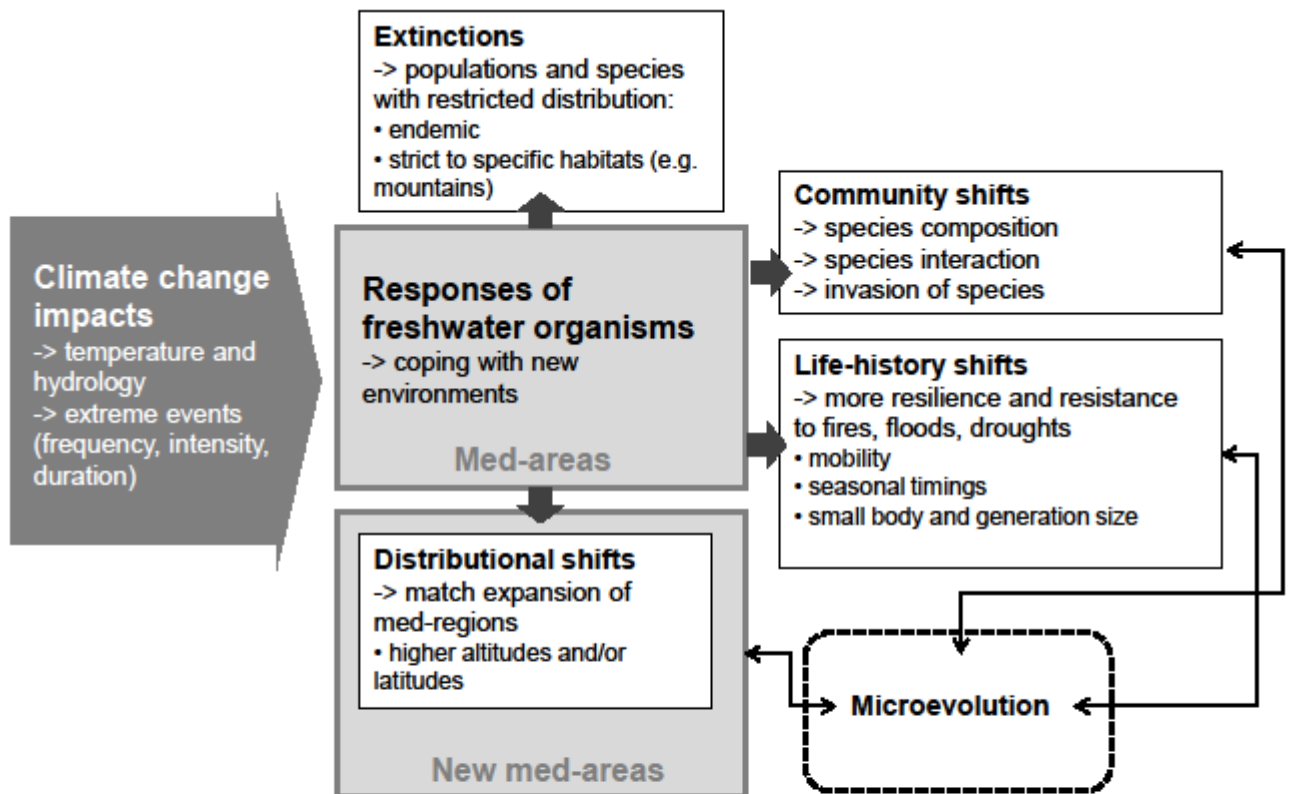 Extinctions
-> populations and species
with restricted distribution:
• endemic
• strict to specific habitats (e.g.
mountains)
Climate change
impacts
-> temperature and
hydrology
-> extreme events
(frequency, intensity,
duration)
Responses of
freshwater organisms
-> coping with new
environments
Med-areas
Community shifts
-> species composition
-> species interaction
-> invasion of species
Life-history shifts
-> more resilience and resistance
to fires, floods, droughts
• mobility
• seasonal timings
• small body and generation size
Distributional shifts
-> match expansion of
med-regions
• higher altitudes and/or
latitudes
New med-areas
Microevolution